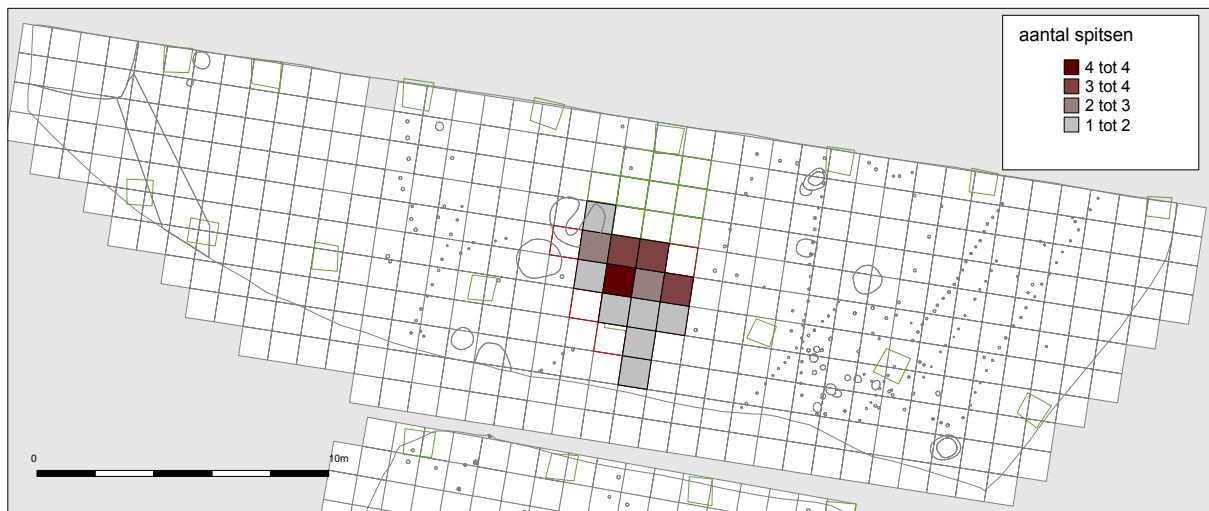 aantal spitsen
4 tot 4
3 tot 4
2 tot 3
1 tot 2
0
10m